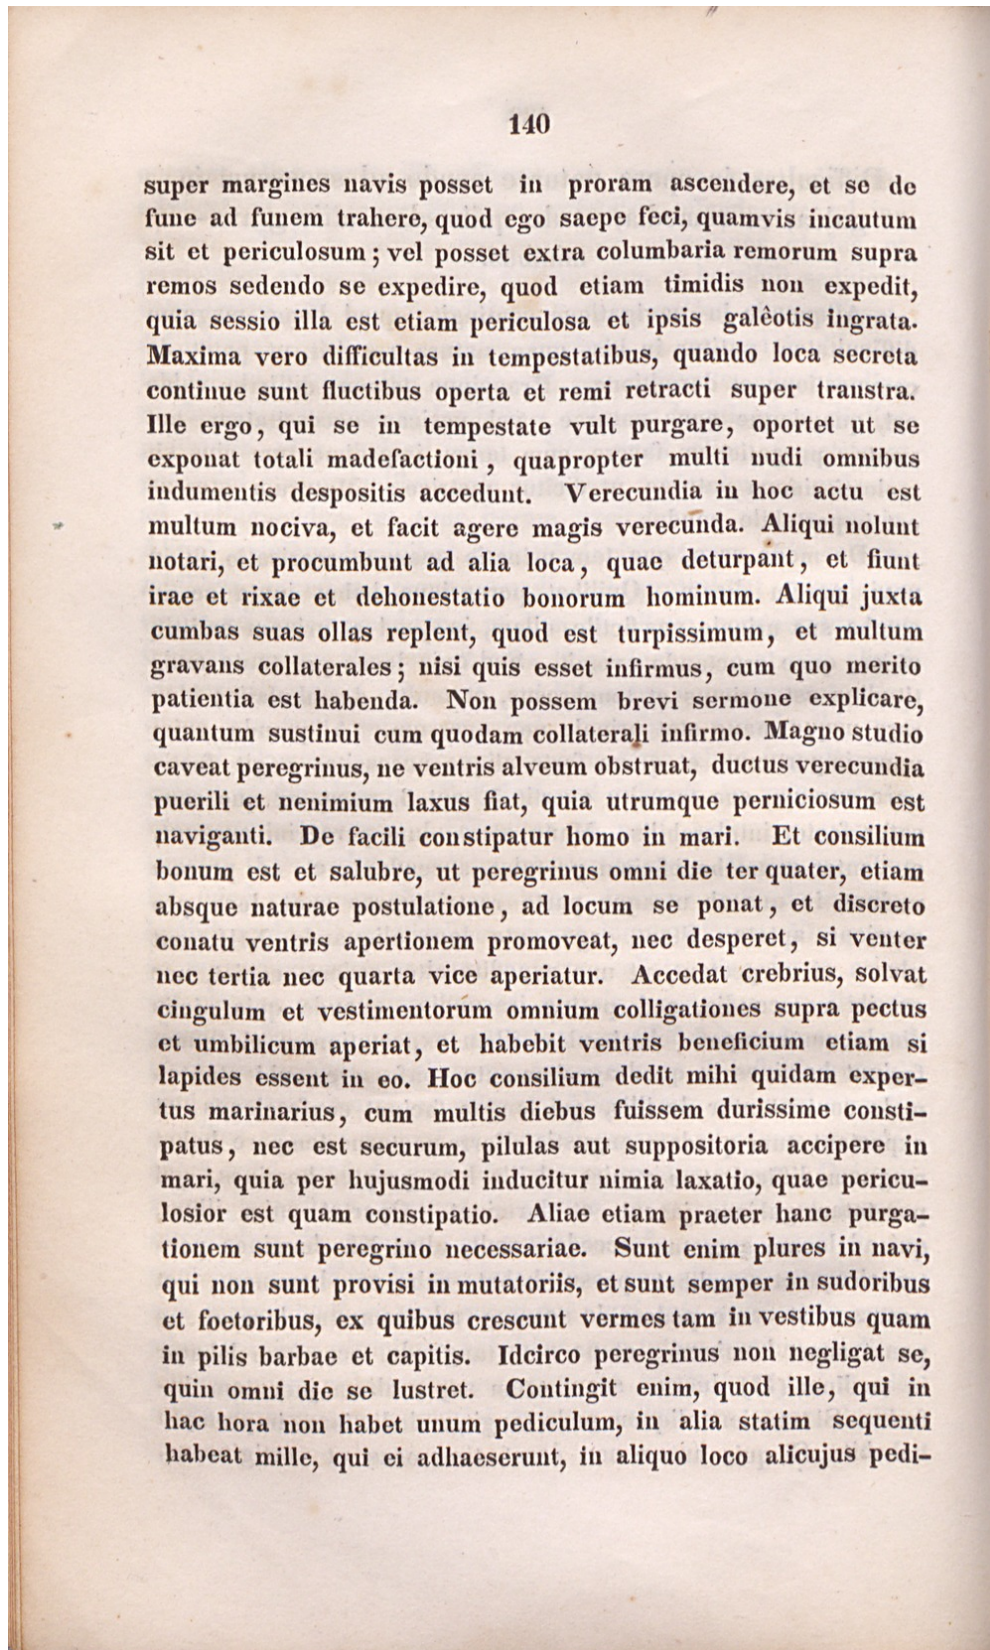 140
super margines navis posset in proram ascendere, et se de
fune ad funem trahere, quod ego saepe feci, quamvis incautum
sit et periculosum; vel posset extra columbaria remorum supra
remos sedendo se expedire, quod etiam timidis non expedit,
quia sessio illa est etiam periculosa et ipsis galêotis ingrata.
Maxima vero difficultas in tempestatibus, quando loca secreta
continue sunt fluctibus operta et remi retracti super transtra.
Ille ergo, qui se in tempestate vult purgare, oportet ut se
exponat totali madefactioni, quapropter multi nudi omnibus
indumentis despositis accedunt. Verecundia in hoc actu est
multum nociva, et facit agere magis verecunda. Aliqui nolunt
notari, et procumbunt ad alia loca, quae deturpant, et fiunt
irae et rixae et dehonestatio bonorum hominum. Aliqui juxta
cumbas suas ollas replent, quod est turpissimum, et multum
gravans collaterales; nisi quis esset infirmus, cum quo merito
patientia est habenda. Non possem brevi sermone explicare,
quantum sustinui cum quodam collaterali infirmo. Magno studio
caveat peregrinus, ne ventris alveum obstruat, ductus verecundia
puerili et nenimium laxus fiat, quia utrumque perniciosum est
naviganti. De facili constipatur homo in mari. Et consilium
bonum est et salubre, ut peregrinus omni die ter quater, etiam
absque naturae postulatione, ad locum se ponat, et discreto
conatu ventris apertionem promoveat, nec desperet, si venter
nec tertia nec quarta vice aperiatur. Accedat crebrius, solvat
cingulum et vestimentorum omnium colligationes supra pectus
et umbilicum aperiat, et habebit ventris beneficium etiam si
lapides essent in eo. Hoc consilium dedit mihi quidam exper-
tus marinarius, cum multis diebus fuissem durissime consti-
patus, nec est securum, pilulas aut suppositoria accipere in
mari, quia per hujusmodi inducitur nimia laxatio, quae pericu-
losior est quam constipatio. Aliae etiam praeter hanc purga-
tionem sunt peregrino necessariae. Sunt enim plures in navi,
qui non sunt provisi in mutatoriis, et sunt semper in sudoribus
et foetoribus, ex quibus crescunt vermes tam in vestibus quam
in pilis barbae et capitis. Idcirco peregrinus non negligat se,
quin omni die se lustret. Contingit enim, quod ille, qui in
hac hora non habet unum pediculum, in alia statim sequenti
habeat mille, qui ei adhaeserunt, in aliquo loco alicujus pedi-